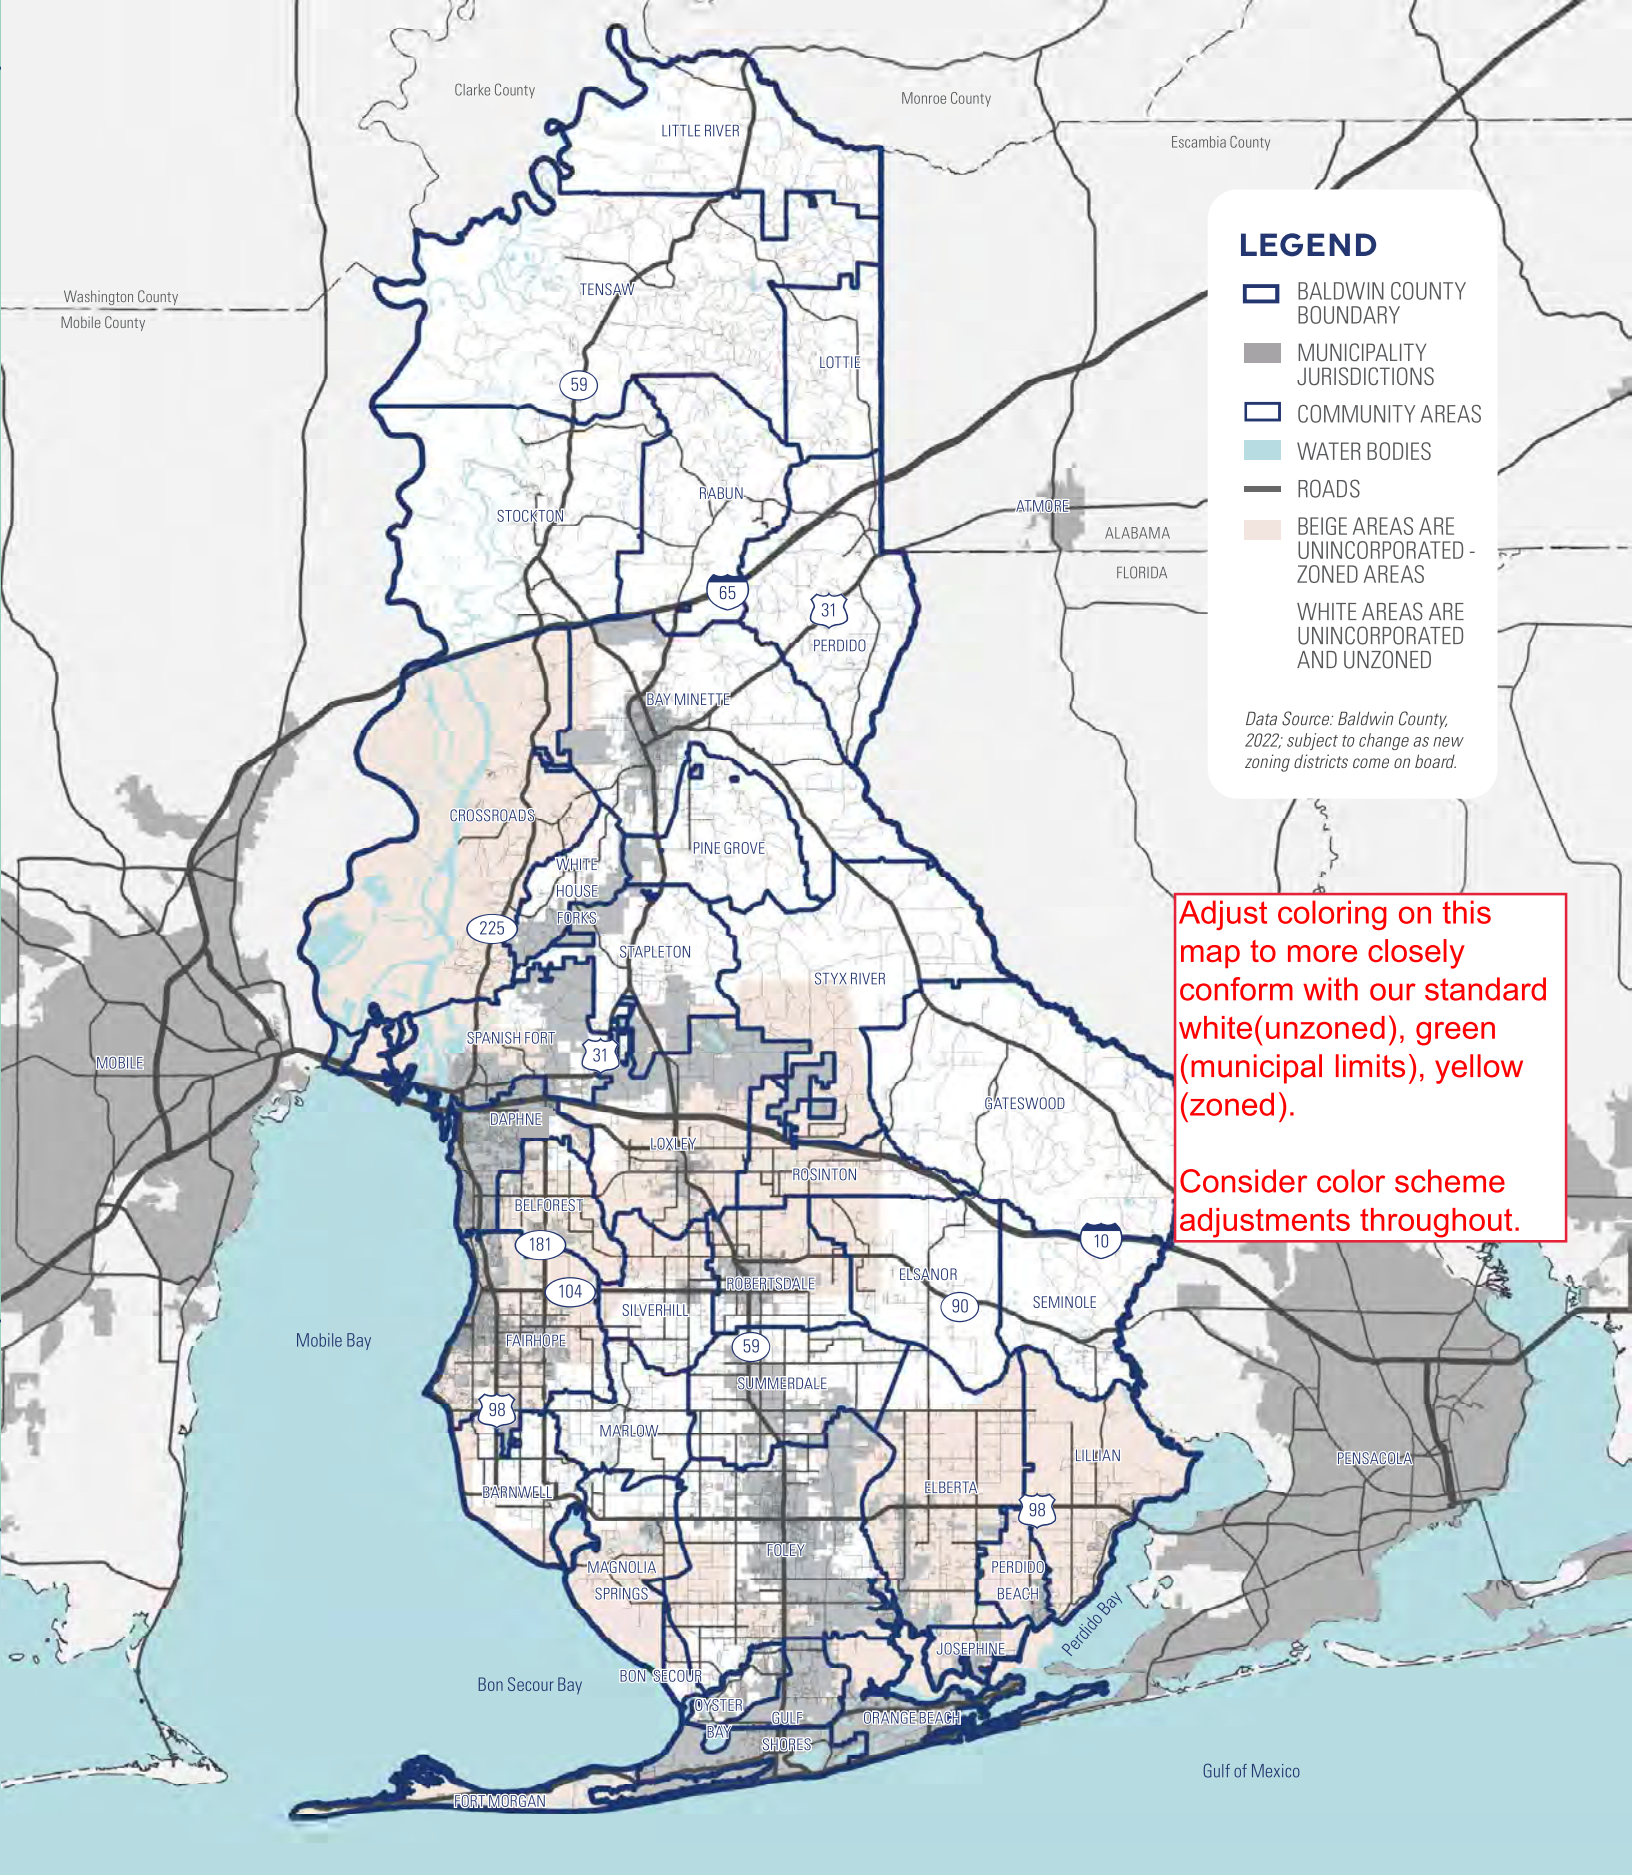 Clarke County
Monroe County
LITTLE RIVER
Escambia County
Washington County
Mobile County
TENSAW
LOTTIE
59
RABUN
STOCKTON
ATMORE
ALABAMA
FLORIDA
65
31
PERDIDO
BAY MINETTE
CROSSROADS
PINE GROVE
WHITE
HOUSE
FORKS
225
STAPLETON
STYX RIVER
SPANISH FORT
31
MOBILE
GATESWOOD
DAPHNE
LOXLEY
ROSINTON
BELFOREST
181
10
ELSANOR
ROBERTSDALE
104
SILVERHILL
90
SEMINOLE
Mobile Bay
FAIRHOPE
59
SUMMERDALE
98
MARLOW
LILLIAN
PENSACOLA
ELBERTA
BARNWELL
98
FOLEY
MAGNOLIA
SPRINGS
PERDIDO
BEACH
Perdido Bay
JOSEPHINE
BON SECOUR
Bon Secour Bay
OYSTER
BAY
GULF
SHORES
ORANGE BEACH
Gulf of Mexico
FORT MORGAN
LEGEND
BALDWIN COUNTY
BOUNDARY
MUNICIPALITY
JURISDICTIONS
COMMUNITY AREAS
WATER BODIES
ROADS
BEIGE AREAS ARE
UNINCORPORATED -
ZONED AREAS
WHITE AREAS ARE
UNINCORPORATED
AND UNZONED
Data Source: Baldwin County,
2022; subject to change as new
zoning districts come on board.
Adjust coloring on this
map to more closely
conform with our standard
white(unzoned), green
(municipal limits), yellow
(zoned).
Consider color scheme
adjustments throughout.